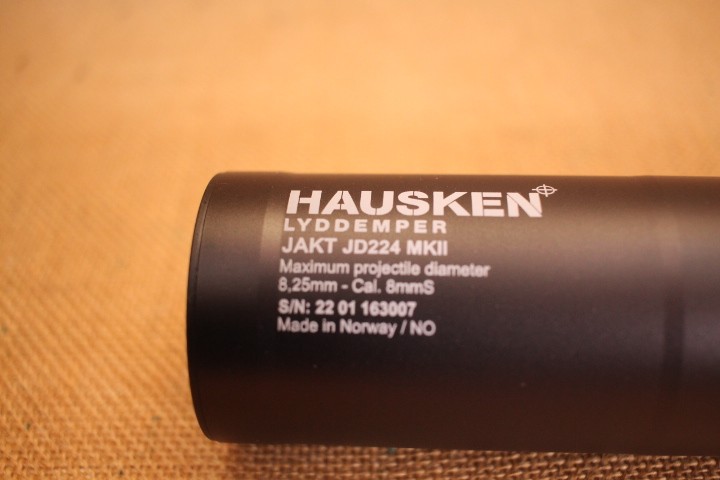 HAUSKEN
LYDDEMPER
JAKT JD224 MKII
Maximum projectile diameter
8,25mm - Cal. 8mmS
S/N: 22 01 163007
Made in Norway / NO